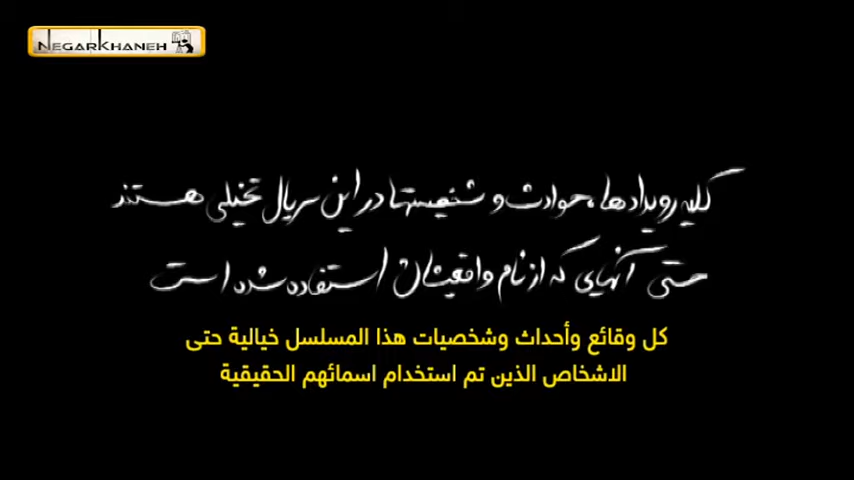 NEGARKHANEH
کلیه رویدادها، حوادث و شخصیتها در این سریال تخیلی هستند
حتی آنهایی که از نام واقعیشان استفاده شده است
كل وقائع وأحداث وشخصيات هذا المسلسل خيالية حتى
الاشخاص الذين تم استخدام اسمائهم الحقيقية